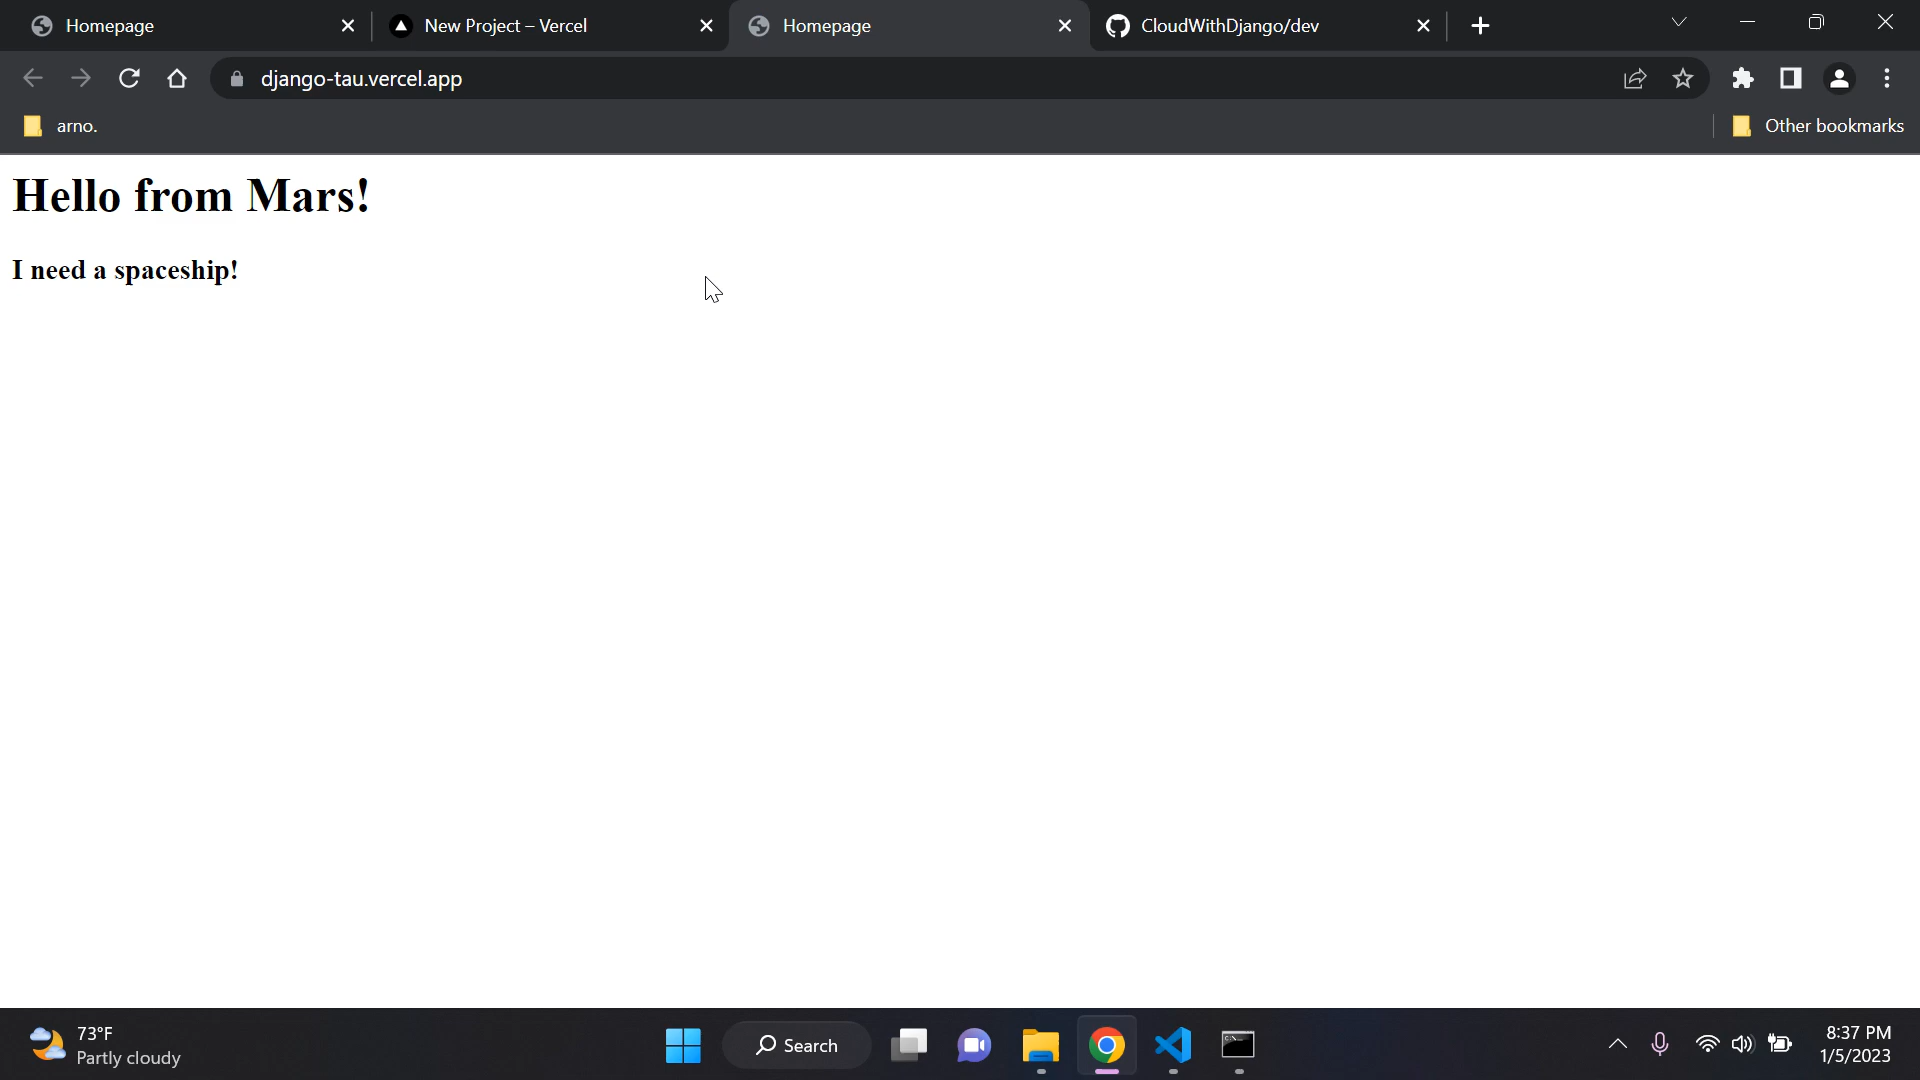 Homepage
New Project – Vercel
Homepage
CloudWithDjango/dev
django-tau.vercel.app
arno.
Other bookmarks
Hello from Mars!
I need a spaceship!
73°F
Partly cloudy
Search
8:37 PM
1/5/2023